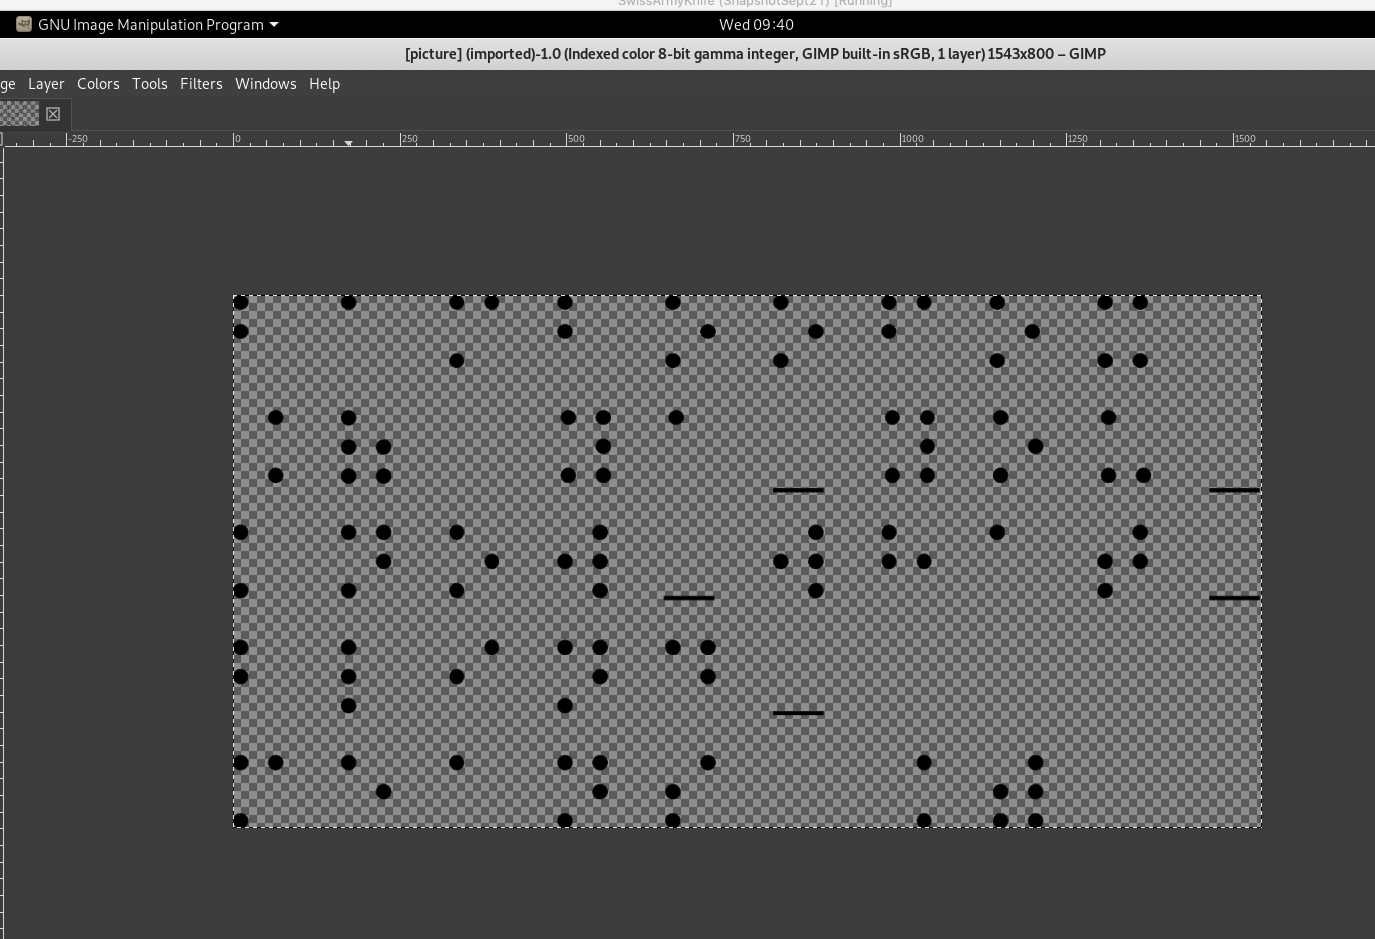 SwissArmyKnife (SnapshotSept21) [Running]
GNU Image Manipulation Program
Wed 09:40
[picture] (imported)-1.0 (Indexed color 8-bit gamma integer, GIMP built-in sRGB, 1 layer) 1543x800 – GIMP
ge Layer Colors Tools Filters Windows Help
-250 0 250 500 750 1000 1250 1500
⠃⠁⠍⠃⠕⠕⠋⠕⠭
⠨⠷ ⠽⠁_⠽⠕⠥_
⠅⠝⠕⠺_⠺⠓⠁⠞_
⠃⠇⠊⠝⠙_
⠍⠑⠁⠝⠎ ⠨⠾